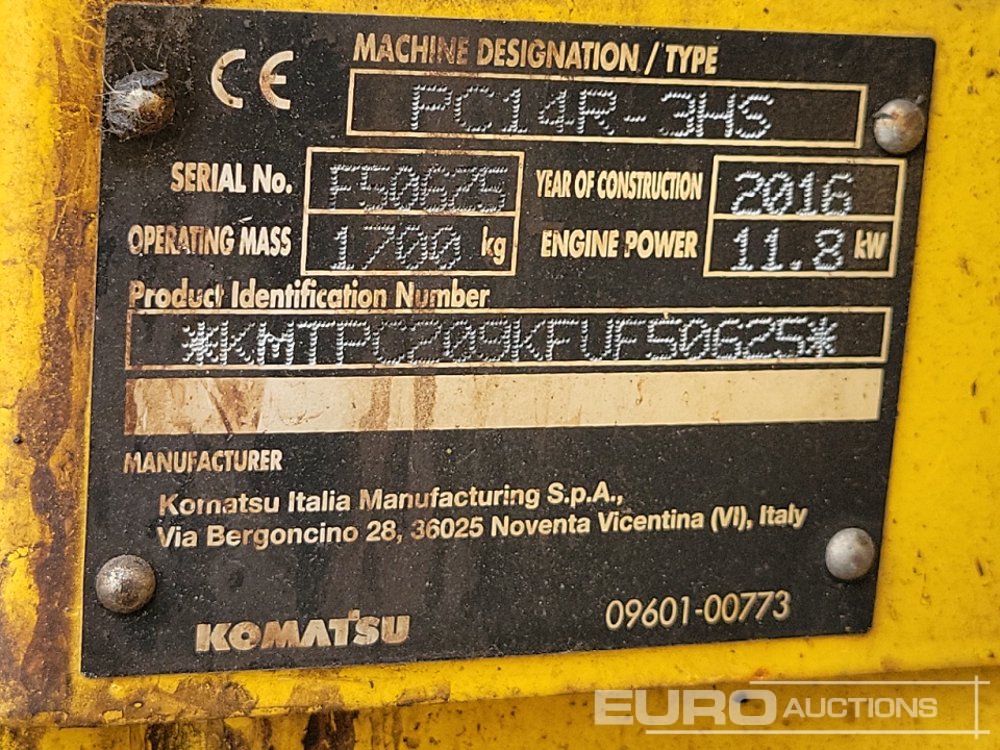 CE
MACHINE DESIGNATION / TYPE
PC14R-3HS
SERIAL No. F50625 YEAR OF CONSTRUCTION 2016
OPERATING MASS 1700 kg ENGINE POWER 11.8 kW
Product Identification Number
*KMTPC209KFUF50625*
MANUFACTURER
Komatsu Italia Manufacturing S.p.A.,
Via Bergoncino 28, 36025 Noventa Vicentina (VI), Italy
KOMATSU 09601-00773
EURO AUCTIONS